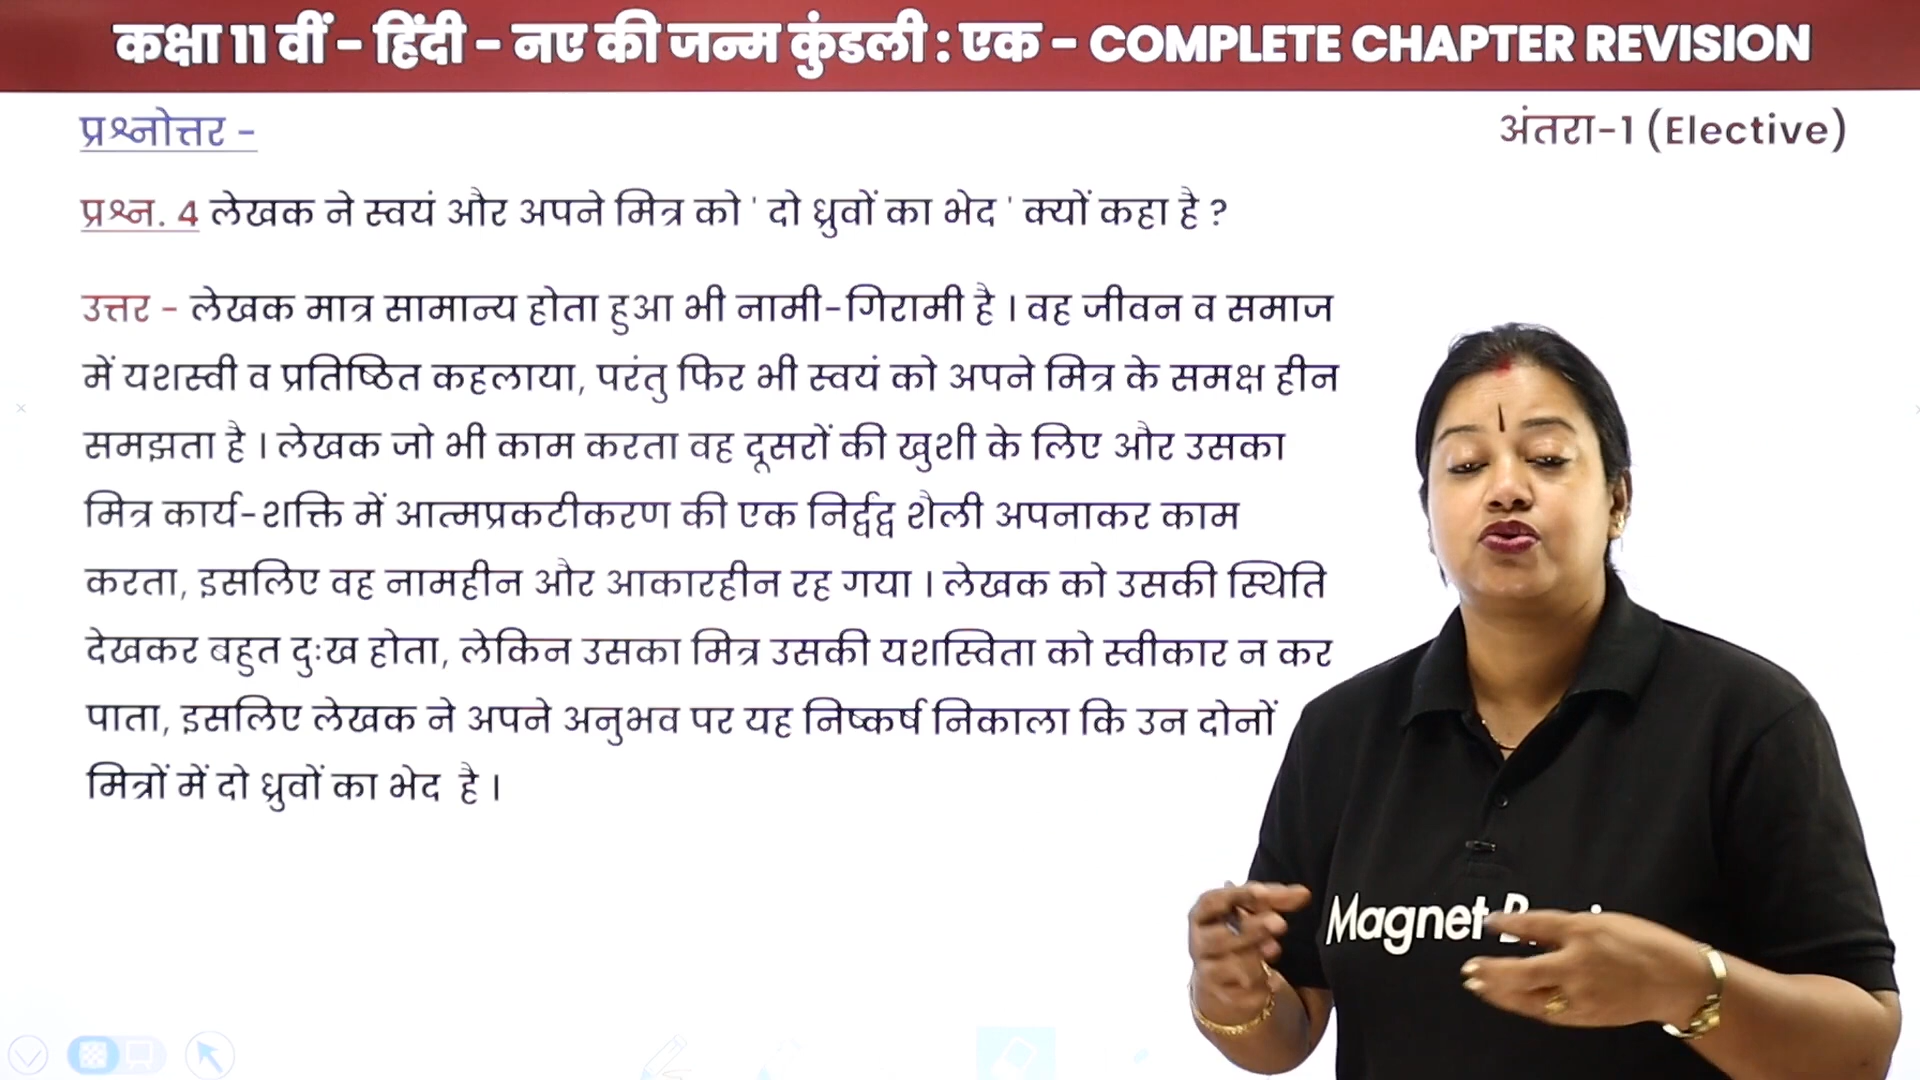 कक्षा 11 वीं – हिंदी – नए की जन्म कुंडली : एक – COMPLETE CHAPTER REVISION
प्रश्नोत्तर –
अंतरा-1 (Elective)
प्रश्न. 4 लेखक ने स्वयं और अपने मित्र को ' दो ध्रुवों का भेद ' क्यों कहा है ?
उत्तर - लेखक मात्र सामान्य होता हुआ भी नामी-गिरामी है । वह जीवन व समाज
में यशस्वी व प्रतिष्ठित कहलाया, परंतु फिर भी स्वयं को अपने मित्र के समक्ष हीन
समझता है । लेखक जो भी काम करता वह दूसरों की खुशी के लिए और उसका
मित्र कार्य-शक्ति में आत्मप्रकटीकरण की एक निर्द्वंद्व शैली अपनाकर काम
करता, इसलिए वह नामहीन और आकारहीन रह गया । लेखक को उसकी स्थिति
देखकर बहुत दुःख होता, लेकिन उसका मित्र उसकी यशस्विता को स्वीकार न कर
पाता, इसलिए लेखक ने अपने अनुभव पर यह निष्कर्ष निकाला कि उन दोनों
मित्रों में दो ध्रुवों का भेद है ।
Magnet